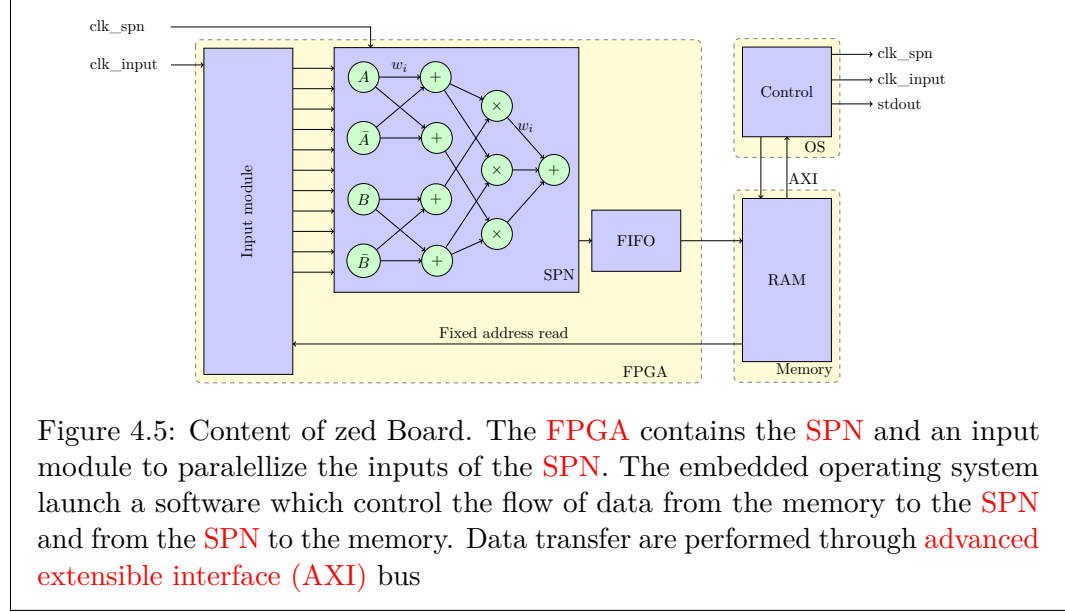 clk_spn
clk_input
Input module
A
Ā
B
B̄
w_i
+
+
+
+
×
×
×
w_i
+
SPN
FIFO
Fixed address read
FPGA
Control
OS
clk_spn
clk_input
stdout
AXI
RAM
Memory
Figure 4.5: Content of zed Board. The FPGA contains the SPN and an input
module to paralellize the inputs of the SPN. The embedded operating system
launch a software which control the flow of data from the memory to the SPN
and from the SPN to the memory. Data transfer are performed through advanced
extensible interface (AXI) bus